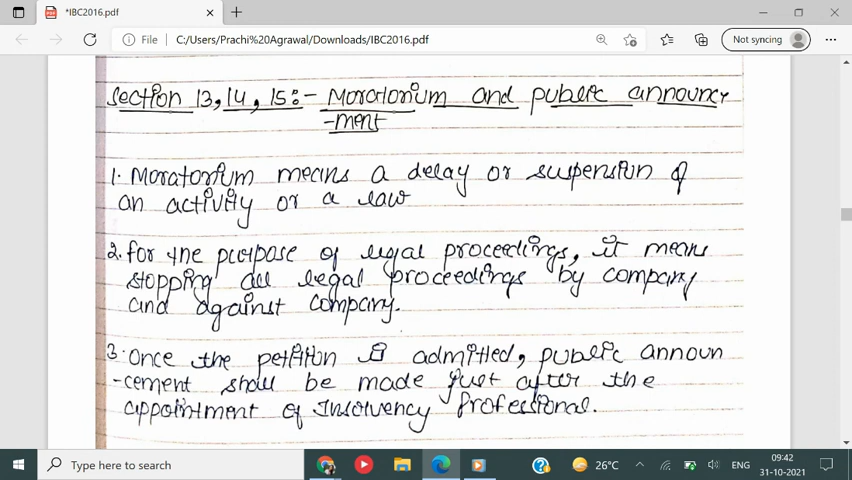 *IBC2016.pdf
File
C:/Users/Prachi%20Agrawal/Downloads/IBC2016.pdf
Not syncing
Section 13, 14, 15:- Moratorium and public announce
-ment
1. Moratorium means a delay or suspension of
an activity or a law
2. For the purpose of legal proceedings, it means
stopping all legal proceedings by company
and against company.
3. Once the petition is admitted, public announ
-cement shall be made just after the
appointment of Insolvency Professional.
Type here to search
26°C
ENG
09:42
31-10-2021